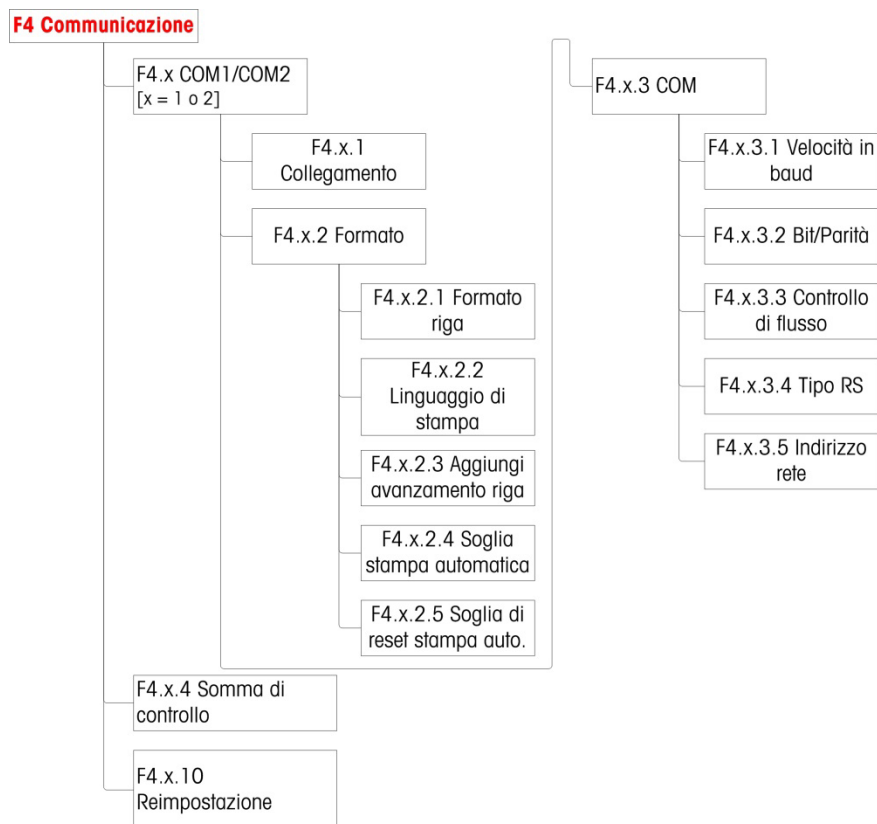 F4 Communicazione
F4.x COM1/COM2
[x = 1 o 2]
F4.x.1
Collegamento
F4.x.2 Formato
F4.x.2.1 Formato
riga
F4.x.2.2
Linguaggio di
stampa
F4.x.2.3 Aggiungi
avanzamento riga
F4.x.2.4 Soglia
stampa automatica
F4.x.2.5 Soglia di
reset stampa auto.
F4.x.3 COM
F4.x.3.1 Velocità in
baud
F4.x.3.2 Bit/Parità
F4.x.3.3 Controllo
di flusso
F4.x.3.4 Tipo RS
F4.x.3.5 Indirizzo
rete
F4.x.4 Somma di
controllo
F4.x.10
Reimpostazione